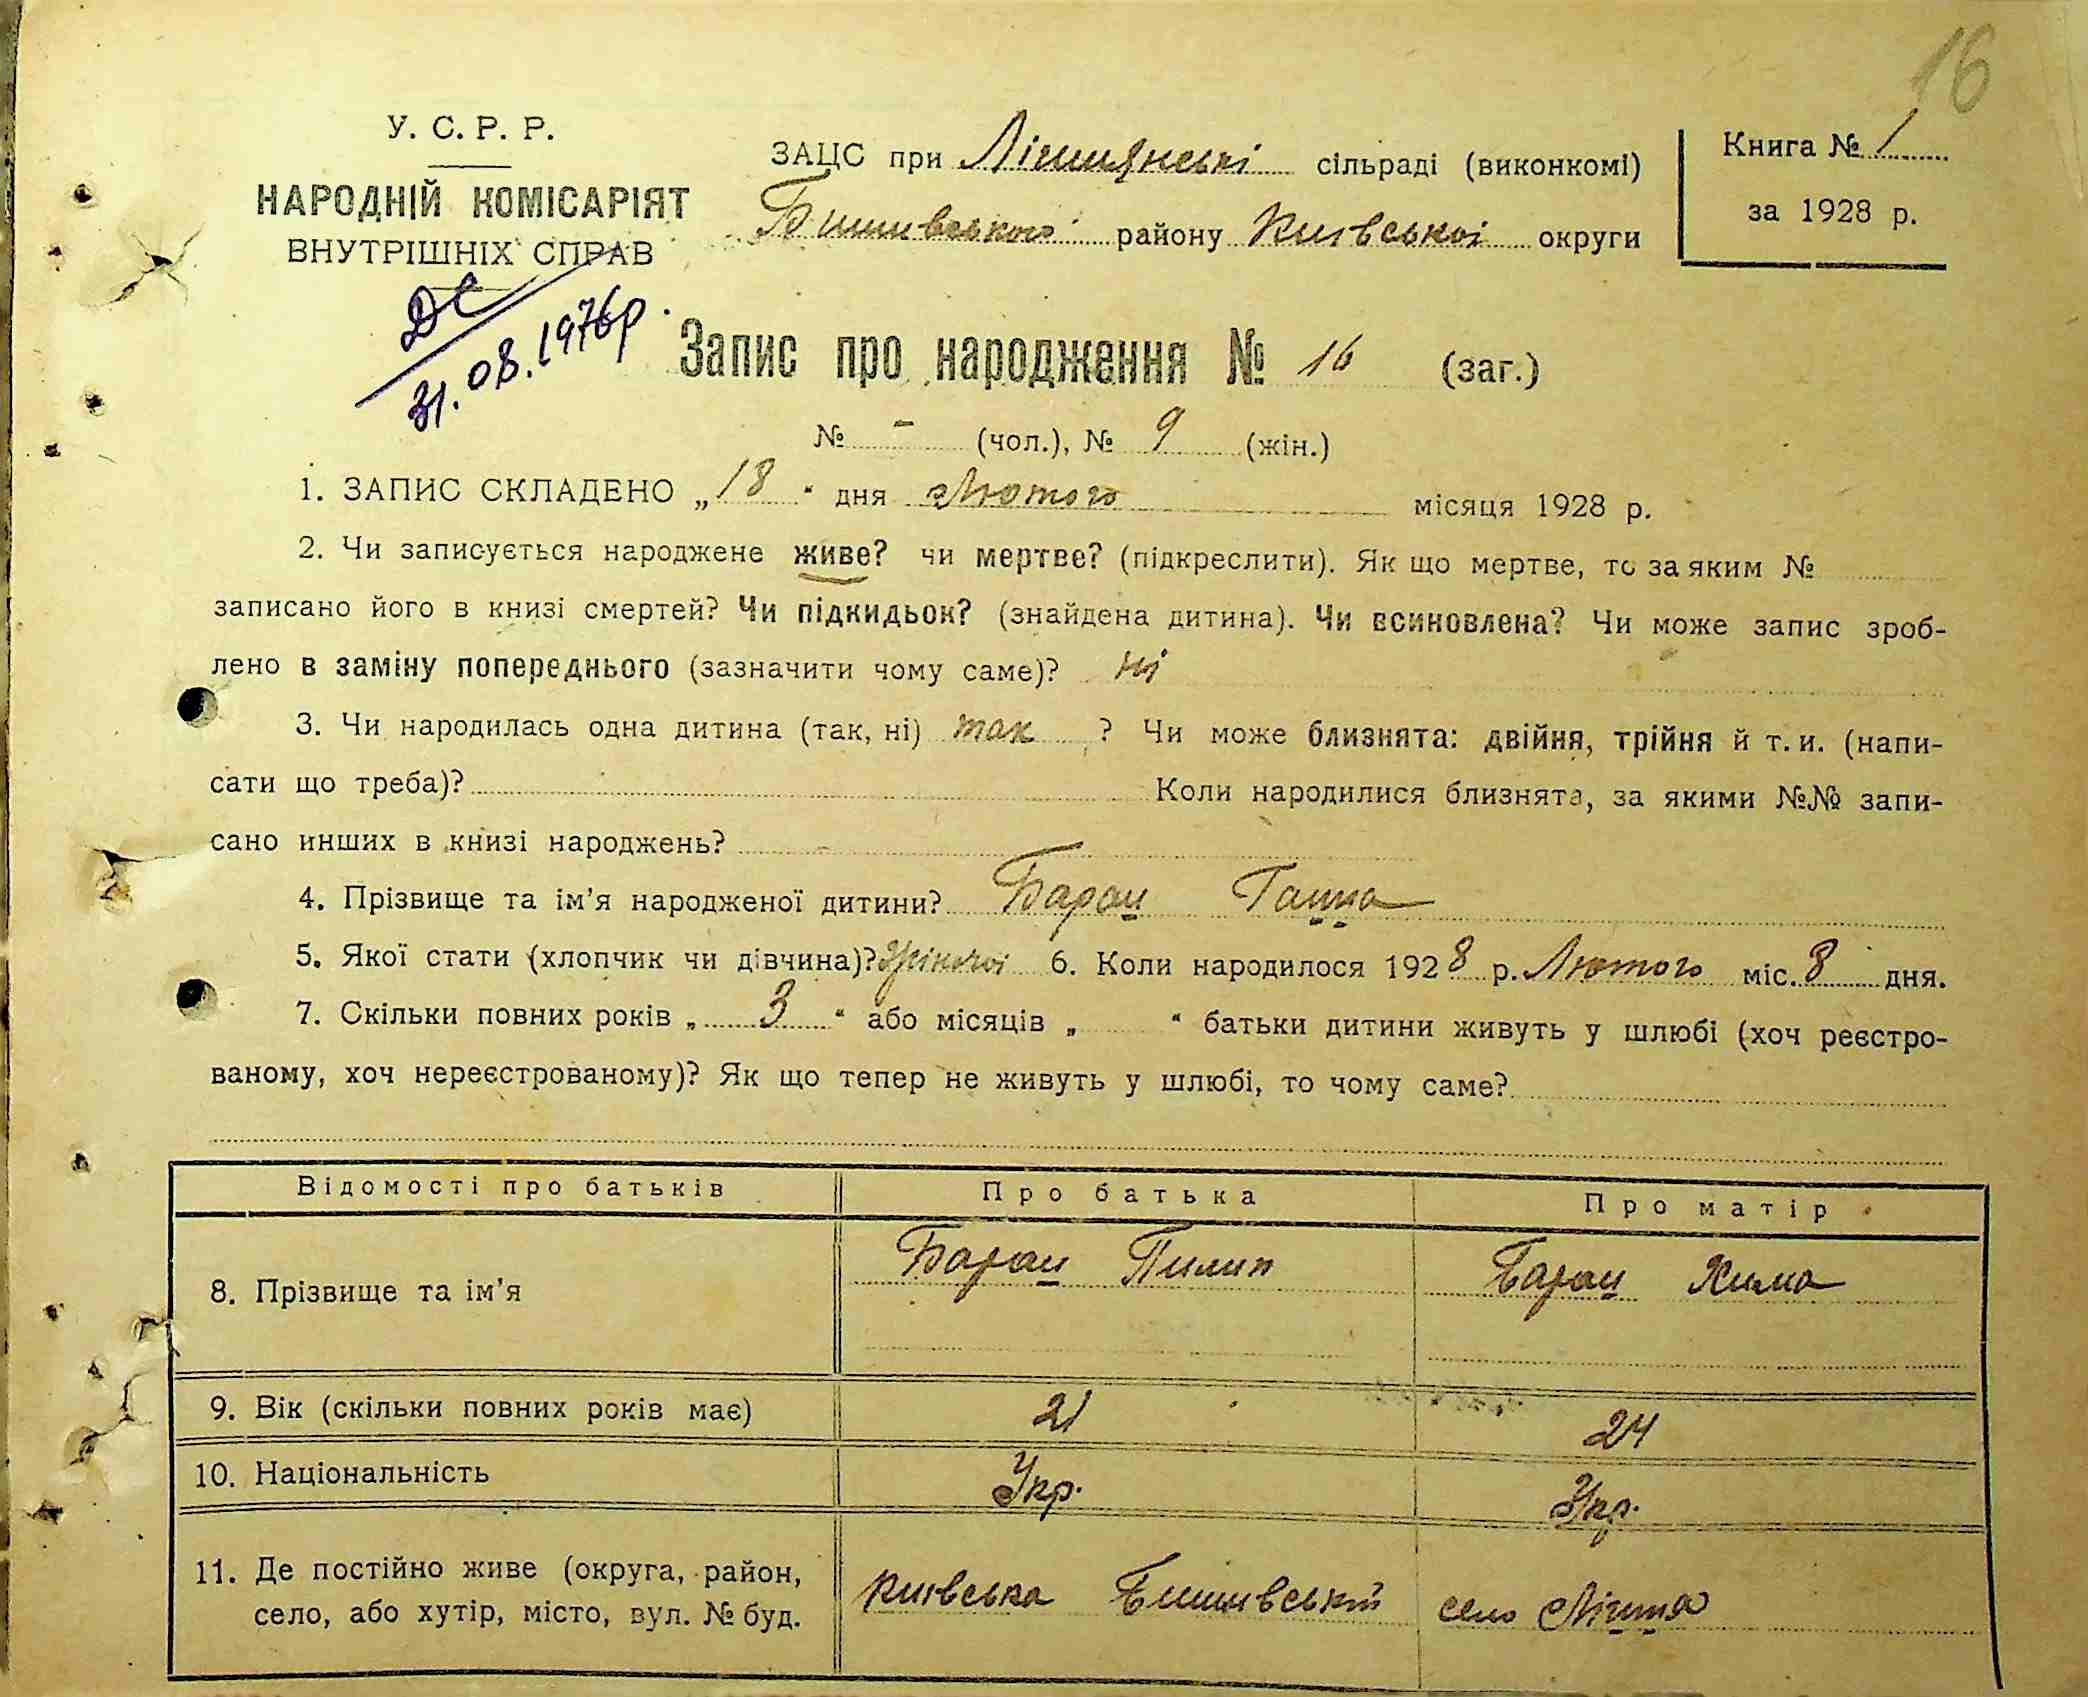 16
У. С. Р. Р.
НАРОДНІЙ КОМІСАРІЯТ
ВНУТРІШНІХ СПРАВ
ДС
31.08.1976р.
ЗАЦС при Лишнянські сільраді (виконкомі)
Бишівського району Київської округи
Книга № 1
за 1928 р.
Запис про народження № 16 (заг.)
№ - (чол.), № 9 (жін.)
1. ЗАПИС СКЛАДЕНО „ 18 " дня Лютого місяця 1928 р.
2. Чи записується народжене живе? чи мертве? (підкреслити). Як що мертве, то за яким №
записано його в книзі смертей? Чи підкидьок? (знайдена дитина). Чи всиновлена? Чи може запис зроб-
лено в заміну попереднього (зазначити чому саме)? ні
3. Чи народилась одна дитина (так, ні) так ? Чи може близнята: двійня, трійня й т. и. (напи-
сати що треба)? Коли народилися близнята, за якими №№ запи-
сано инших в книзі народжень?
4. Прізвище та ім'я народженої дитини? Баран Ганна
5. Якої стати (хлопчик чи дівчина)? жіночої 6. Коли народилося 1928 р. Лютого міс. 8 дня.
7. Скільки повних років „ 3 " або місяців „ " батьки дитини живуть у шлюбі (хоч реєстро-
ваному, хоч нереєстрованому)? Як що тепер не живуть у шлюбі, то чому саме?
Відомості про батьків Про батька Про матір
8. Прізвище та ім'я Баран Пилип Баран Хима
9. Вік (скільки повних років має) 21 24
10. Національність Укр. Укр.
11. Де постійно живе (округа, район,
село, або хутір, місто, вул. № буд.
Київська Бишівський село Лішня